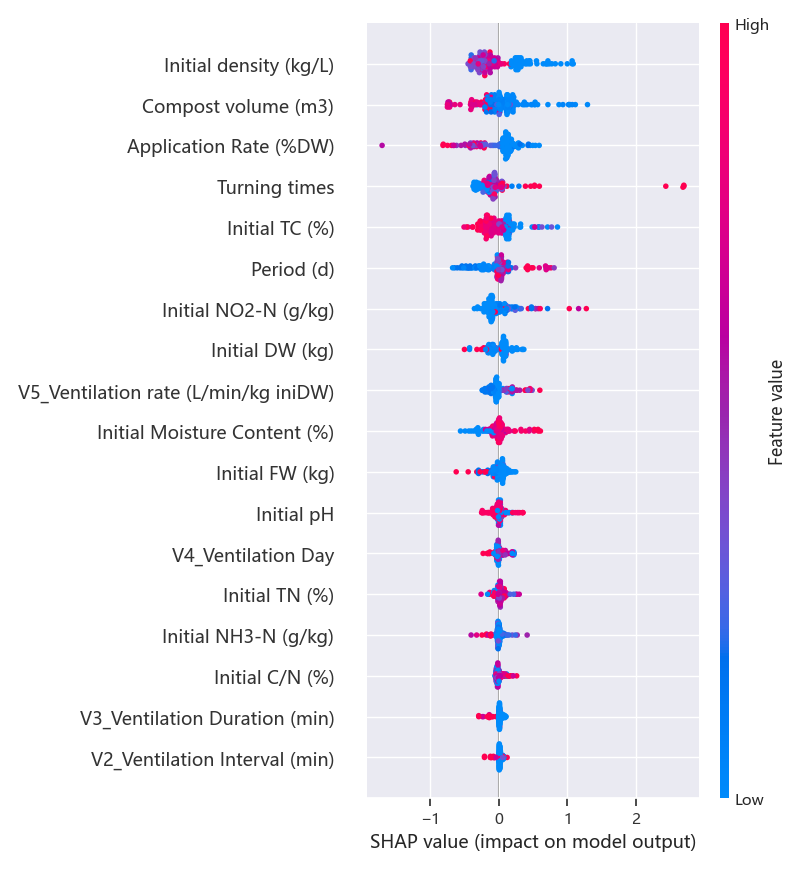 High
Initial density (kg/L)
Compost volume (m3)
Application Rate (%DW)
Turning times
Initial TC (%)
Period (d)
Initial NO2-N (g/kg)
Initial DW (kg)
V5_Ventilation rate (L/min/kg iniDW)
Initial Moisture Content (%)
Initial FW (kg)
Initial pH
V4_Ventilation Day
Initial TN (%)
Initial NH3-N (g/kg)
Initial C/N (%)
V3_Ventilation Duration (min)
V2_Ventilation Interval (min)
Feature value
Low
−1 0 1 2
SHAP value (impact on model output)